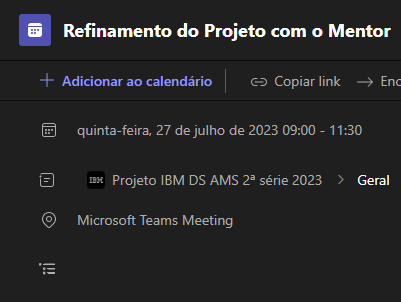 Refinamento do Projeto com o Mentor
Adicionar ao calendário Copiar link
quinta-feira, 27 de julho de 2023 09:00 - 11:30
IBM Projeto IBM DS AMS 2ª série 2023 > Geral
Microsoft Teams Meeting